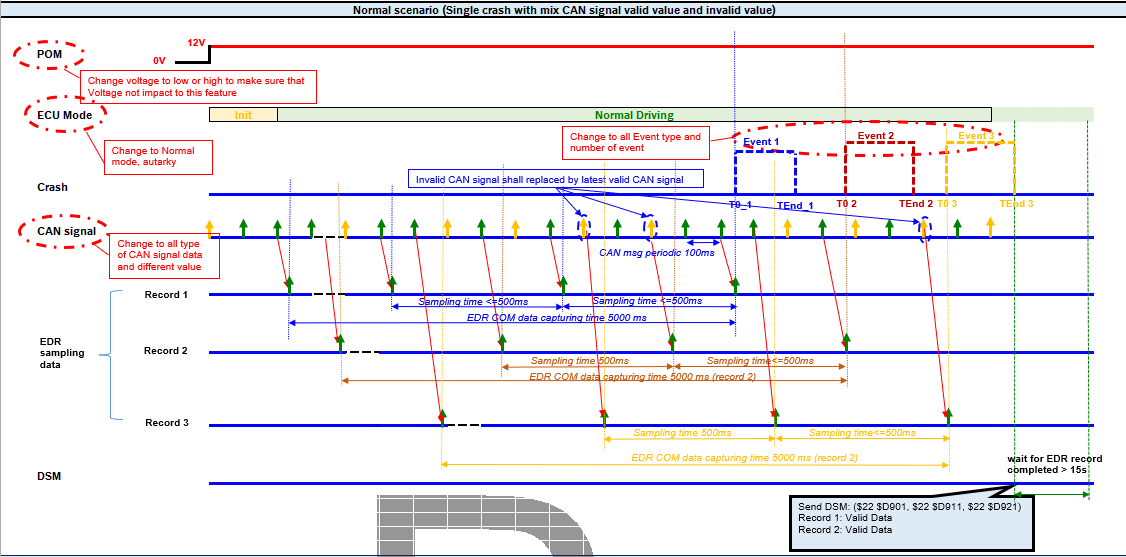 Normal scenario (Single crash with mix CAN signal valid value and invalid value)
12V
POM
0V
Change voltage to low or high to make sure that
Voltage not impact to this feature
ECU Mode
Init
Normal Driving
Change to Normal
mode, autarky
Change to all Event type and
number of event
Event 1
Event 2
Event 3
Invalid CAN signal shall replaced by latest valid CAN signal
Crash
T0_1
TEnd_1
T0 2
TEnd 2
T0 3
TEnd 3
CAN signal
Change to all type
of CAN signal data
and different value
CAN msg periodic 100ms
Record 1
Sampling time <=500ms
Sampling time <=500ms
EDR COM data capturing time 5000 ms
EDR
sampling
data
Record 2
Sampling time 500ms
Sampling time<=500ms
EDR COM data capturing time 5000 ms (record 2)
Record 3
Sampling time 500ms
Sampling time<=500ms
EDR COM data capturing time 5000 ms (record 2)
wait for EDR record
completed > 15s
DSM
Send DSM: ($22 $D901, $22 $D911, $22 $D921)
Record 1: Valid Data
Record 2: Valid Data